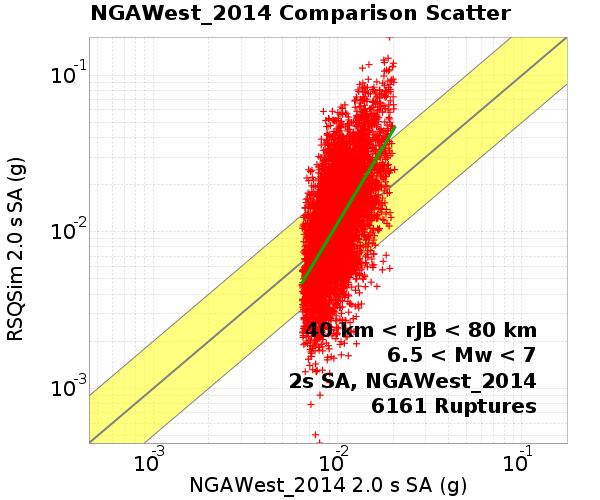 NGAWest_2014 Comparison Scatter
RSQSim 2.0 s SA (g)
10-1
10-2
10-3
40 km < rJB < 80 km
6.5 < Mw < 7
2s SA, NGAWest_2014
6161 Ruptures
10-3 10-2 10-1
NGAWest_2014 2.0 s SA (g)